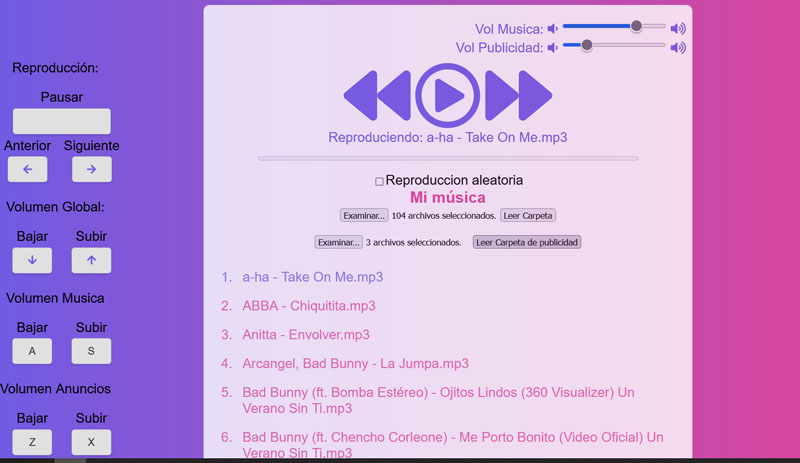 Vol Musica:
Vol Publicidad:
Reproducción:
Pausar
Anterior Siguiente
← →
Volumen Global:
Bajar Subir
↓ ↑
Volumen Musica
Bajar Subir
A S
Volumen Anuncios
Bajar Subir
Z X
Reproduciendo: a-ha - Take On Me.mp3
Reproduccion aleatoria
Mi música
Examinar... 104 archivos seleccionados. Leer Carpeta
Examinar... 3 archivos seleccionados. Leer Carpeta de publicidad
1. a-ha - Take On Me.mp3
2. ABBA - Chiquitita.mp3
3. Anitta - Envolver.mp3
4. Arcangel, Bad Bunny - La Jumpa.mp3
5. Bad Bunny (ft. Bomba Estéreo) - Ojitos Lindos (360 Visualizer) Un
Verano Sin Ti.mp3
6. Bad Bunny (ft. Chencho Corleone) - Me Porto Bonito (Video Oficial) Un
Verano Sin Ti.mp3